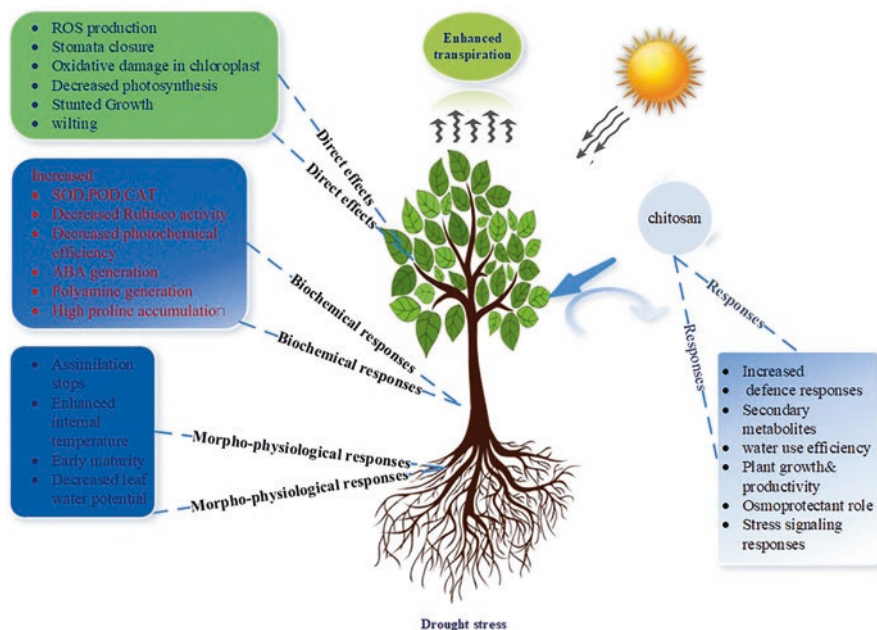 ROS production
Stomata closure
Oxidative damage in chloroplast
Decreased photosynthesis
Stunted Growth
wilting
Enhanced
transpiration
Direct effects
Direct effects
Increased
SOD,POD,CAT
Decreased Rubisco activity
Decreased photochemical
efficiency
ABA generation
Polyamine generation
High proline accumulation
Biochemical responses
Biochemical responses
chitosan
Responses
Responses
Assimilation
stops
Enhanced
internal
temperature
Early maturity
Decreased leaf
water potential
Morpho-physiological responses
Morpho-physiological responses
Increased
defence responses
Secondary
metabolites
water use efficiency
Plant growth&
productivity
Osmoprotectant role
Stress signaling
responses
Drought stress